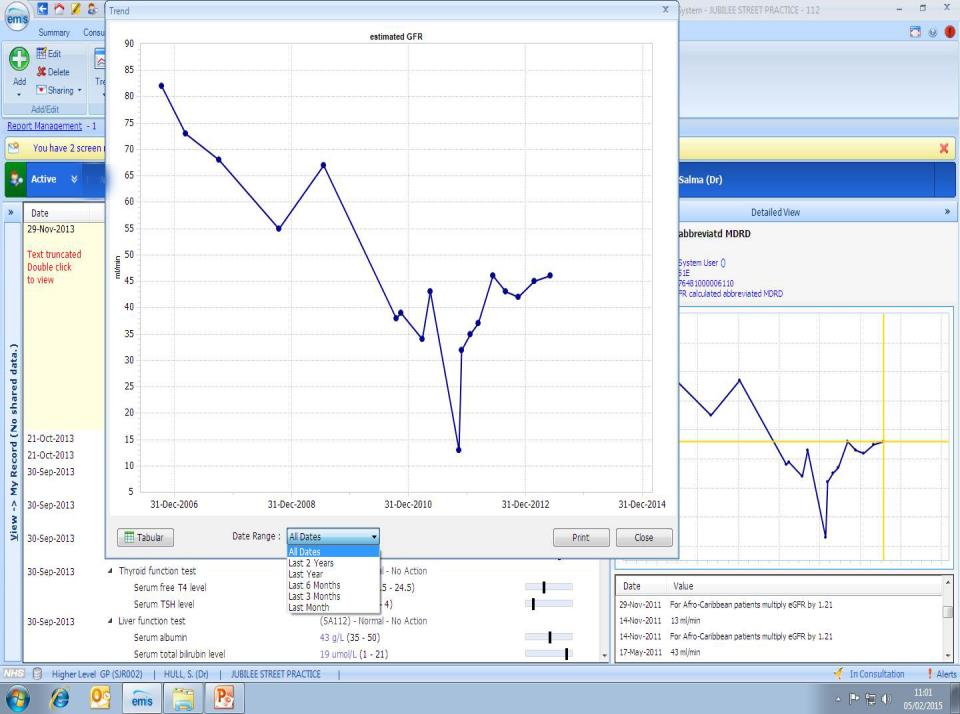 ems
System - JUBILEE STREET PRACTICE - 112
Summary Consu
Add
Edit
Delete
Sharing
Tre
Add/Edit
Report Management - 1
You have 2 screen
Active
Salma (Dr)
Trend
estimated GFR
ml/min
90
85
80
75
70
65
60
55
50
45
40
35
30
25
20
15
10
5
31-Dec-2006 31-Dec-2008 31-Dec-2010 31-Dec-2012 31-Dec-2014
Tabular Date Range : All Dates Print Close
All Dates
Last 2 Years
Last Year
Last 6 Months
Last 3 Months
Last Month
View -> My Record (No shared data.)
Date
29-Nov-2013
Text truncated
Double click
to view
21-Oct-2013
21-Oct-2013
30-Sep-2013
30-Sep-2013
30-Sep-2013
30-Sep-2013 Thyroid function test al - No Action
Serum free T4 level .5 - 24.5)
Serum TSH level - 4)
30-Sep-2013 Liver function test (SA112) - Normal - No Action
Serum albumin 43 g/L (35 - 50)
Serum total bilrubin level 19 umol/L (1 - 21)
Detailed View
abbreviatd MDRD
System User ()
51E
76481000006110
FR calculated abbreviated MDRD
Date Value
29-Nov-2011 For Afro-Caribbean patients multiply eGFR by 1.21
14-Nov-2011 13 ml/min
14-Nov-2011 For Afro-Caribbean patients multiply eGFR by 1.21
17-May-2011 43 ml/min
NHS Higher Level GP (SJR002) | HULL, S. (Dr) | JUBILEE STREET PRACTICE |
In Consultation Alerts
ems
11:01
05/02/2015